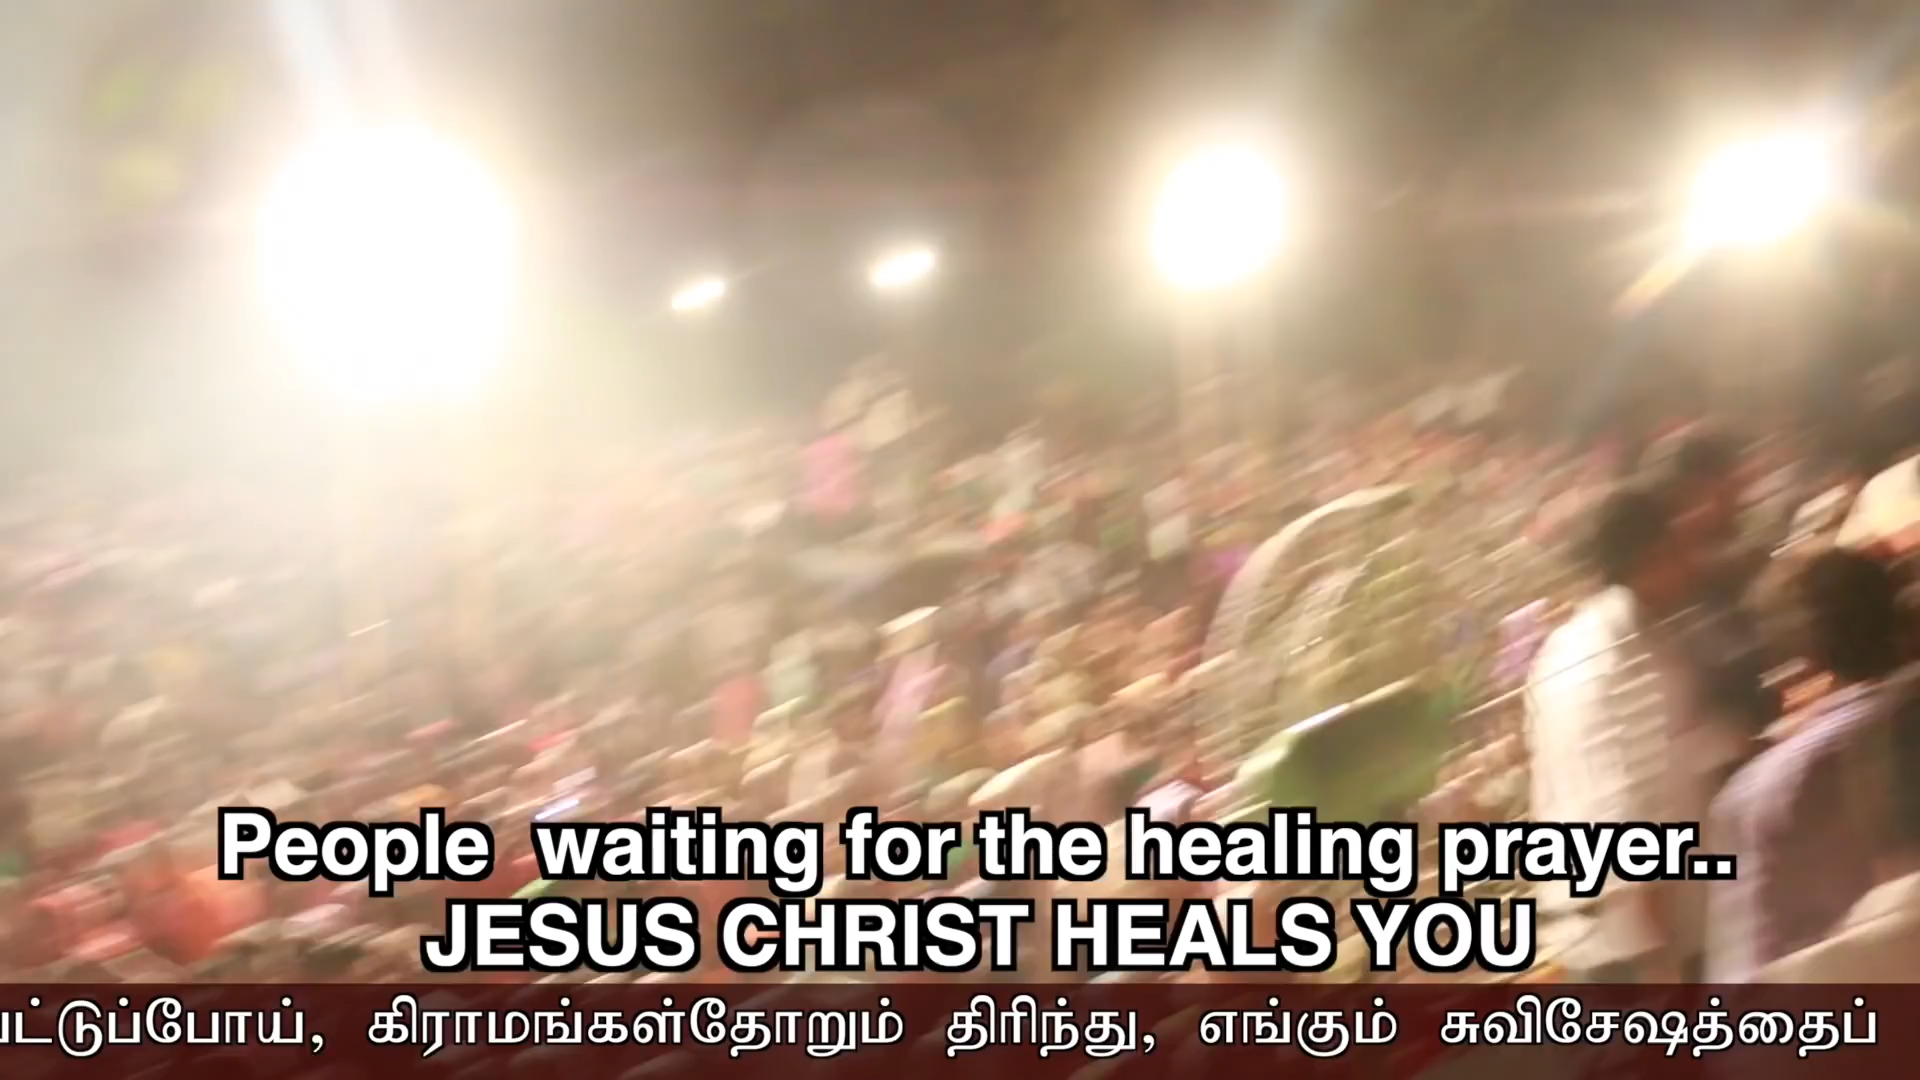 People  waiting for the healing prayer..
JESUS CHRIST HEALS YOU
கிராமங்கள்தோறும் திரிந்து, எங்கும் சுவிசேஷத்தைப்